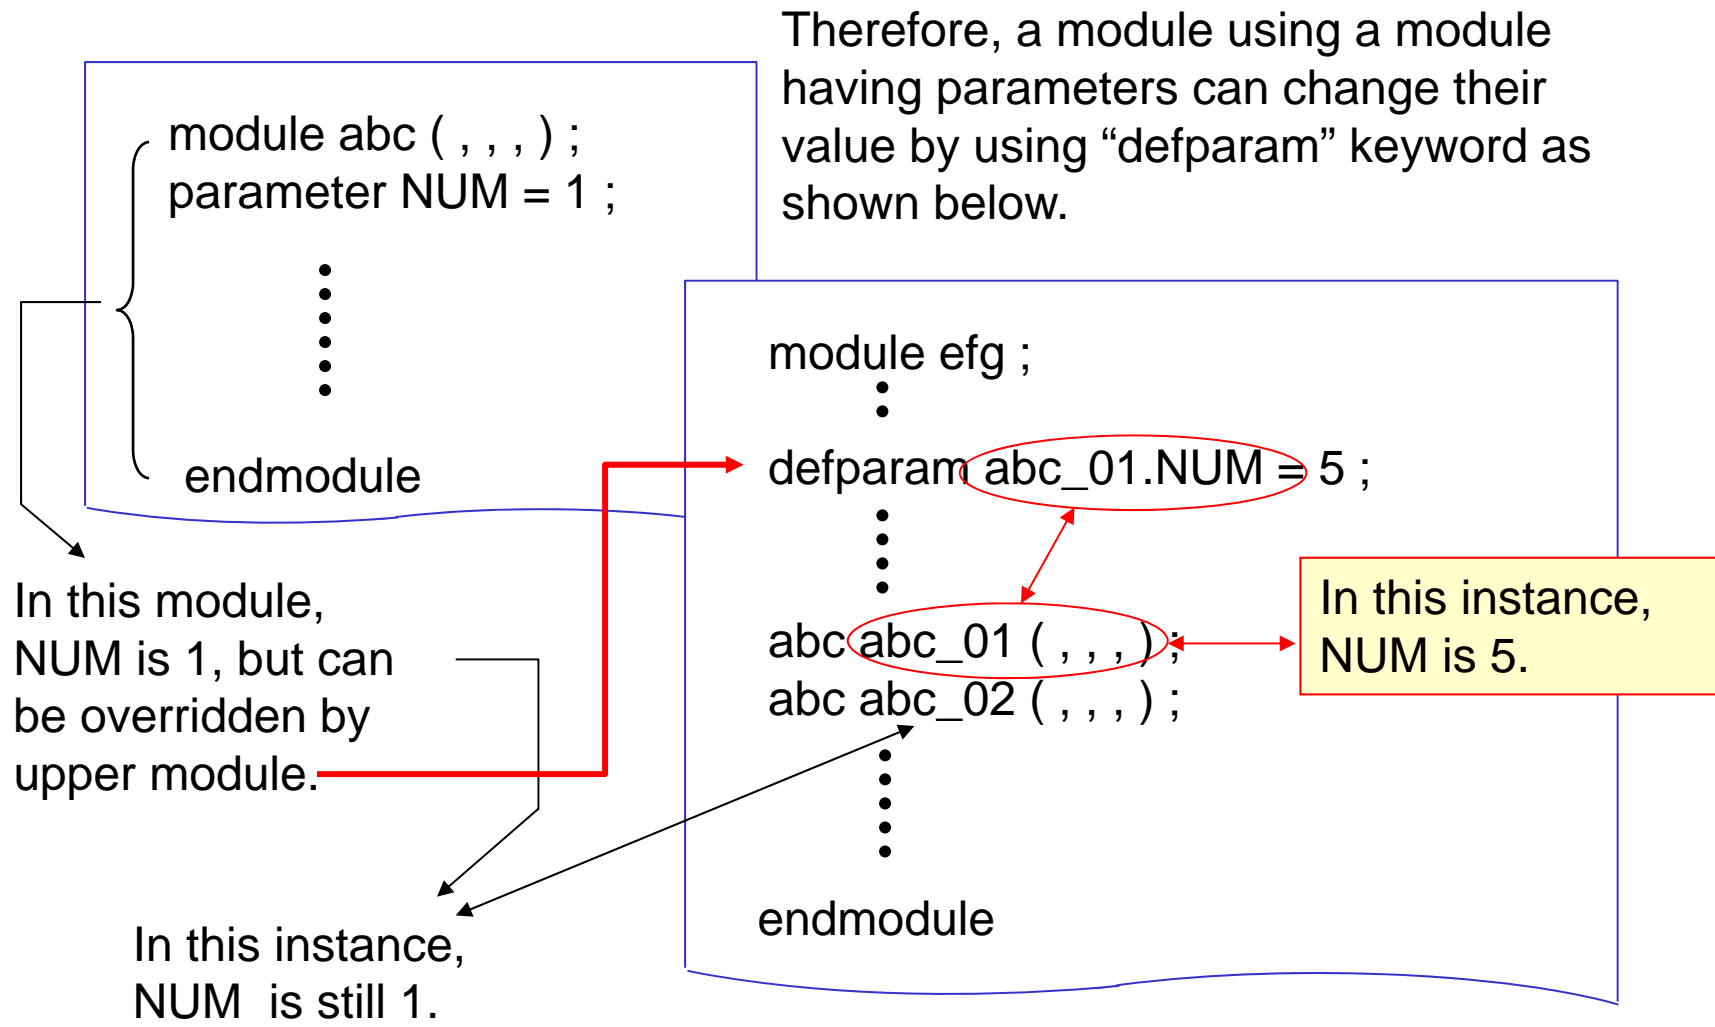 Therefore, a module using a module
having parameters can change their
value by using “defparam” keyword as
shown below.
module abc ( , , , ) ;
parameter NUM = 1 ;
endmodule
In this module,
NUM is 1, but can
be overridden by
upper module.
module efg ;
defparam abc_01.NUM = 5 ;
abc abc_01 ( , , , ) ;
abc abc_02 ( , , , ) ;
endmodule
In this instance,
NUM is 5.
In this instance,
NUM  is still 1.